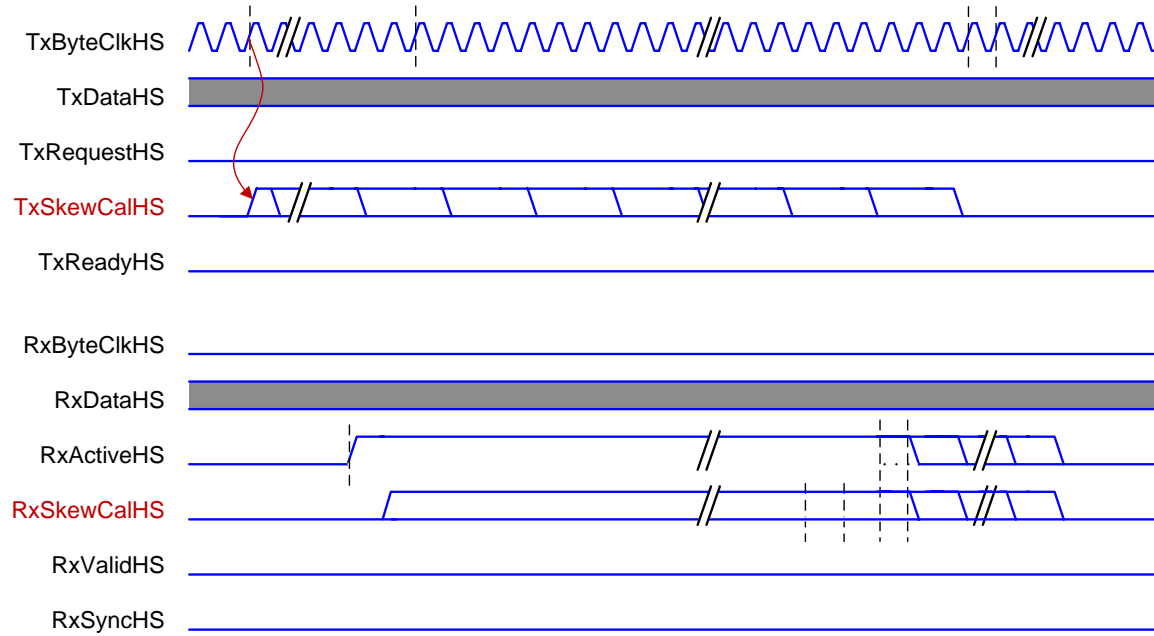 TxByteClkHS
TxDataHS
TxRequestHS
TxSkewCalHS
TxReadyHS
RxByteClkHS
RxDataHS
RxActiveHS
RxSkewCalHS
RxValidHS
RxSyncHS